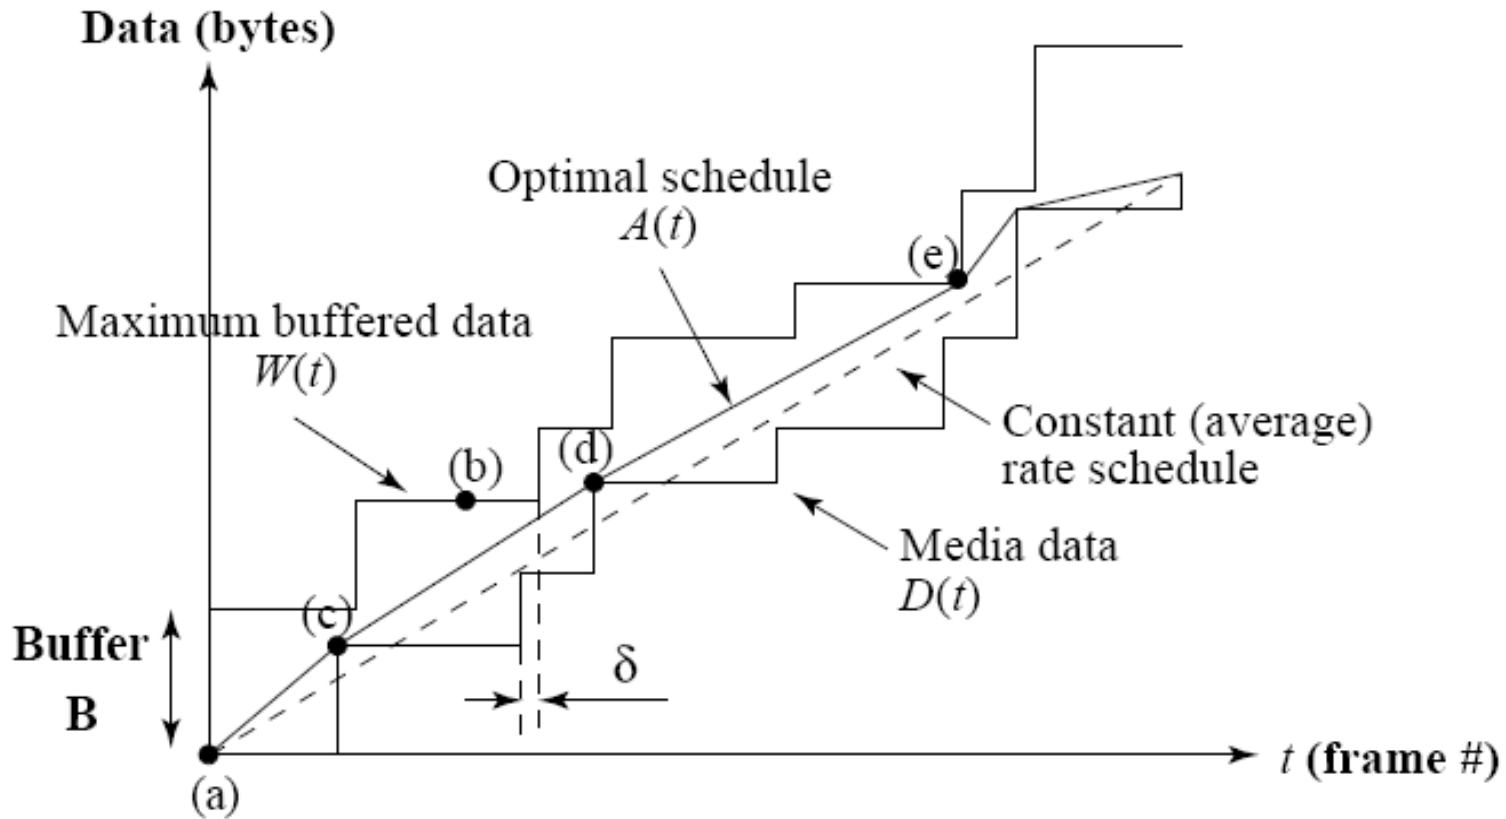 Data (bytes)
Optimal schedule
A(t)
(e)
Maximum buffered data
W(t)
(b)
(d)
Constant (average)
rate schedule
Media data
D(t)
(c)
Buffer
B
δ
t (frame #)
(a)